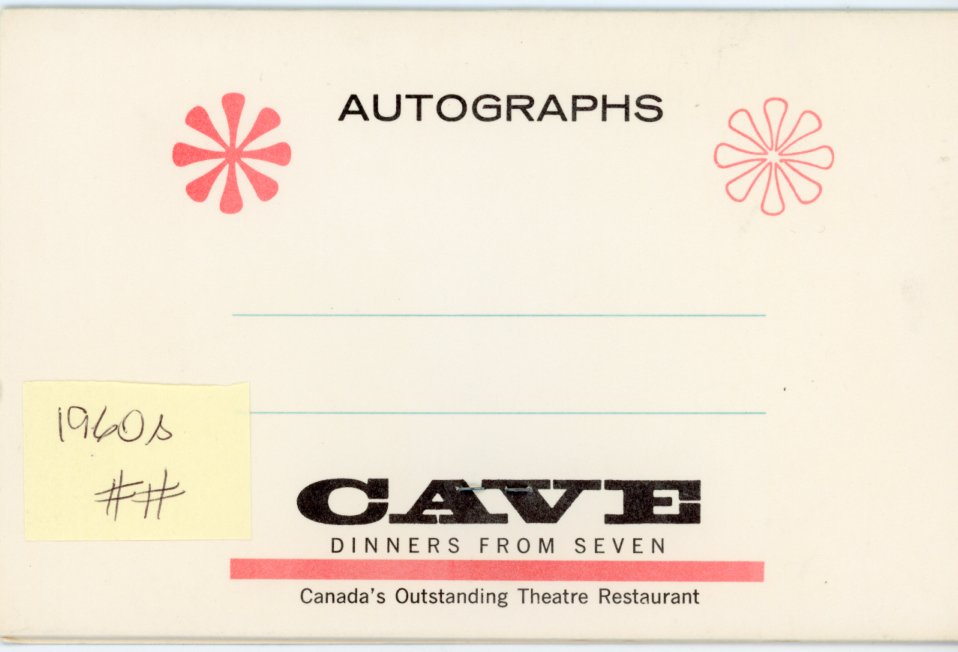 AUTOGRAPHS
1960s
##
CAVE
DINNERS FROM SEVEN
Canada's Outstanding Theatre Restaurant